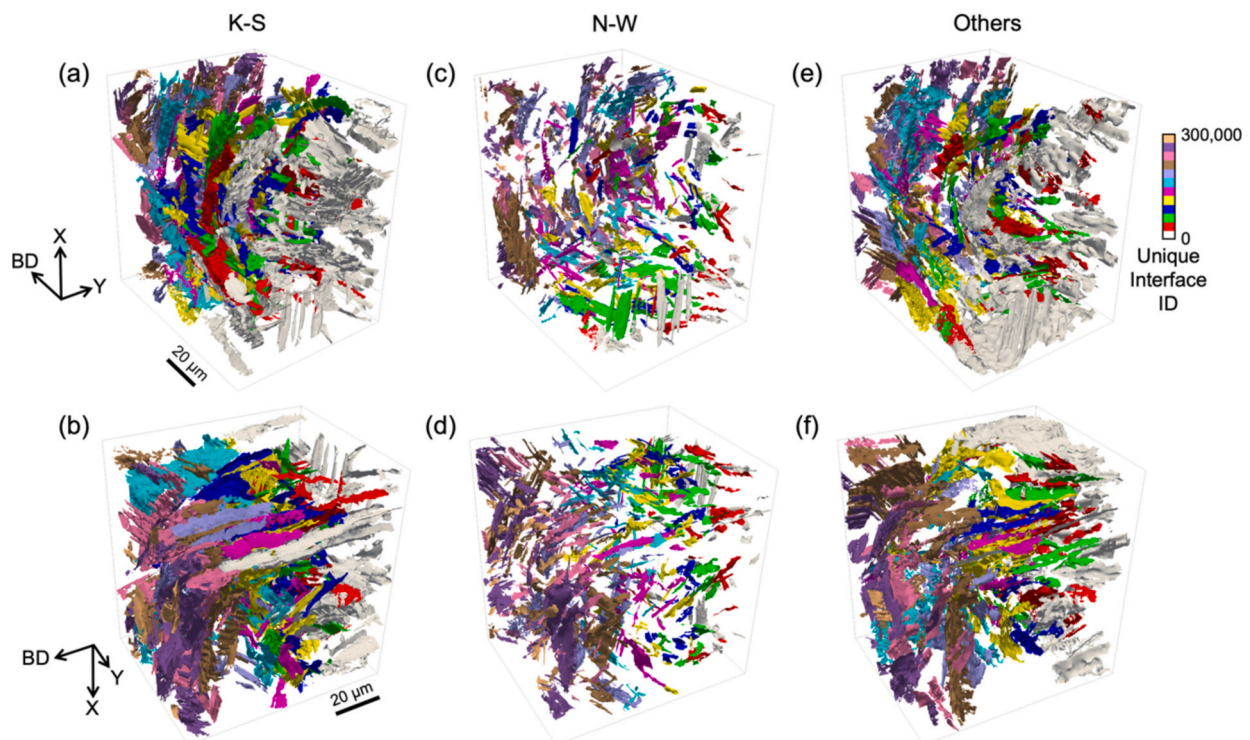 K-S
N-W
Others
(a)
(c)
(e)
300,000
0
Unique
Interface
ID
X
BD
Y
20 µm
(b)
(d)
(f)
BD
Y
X
20 µm